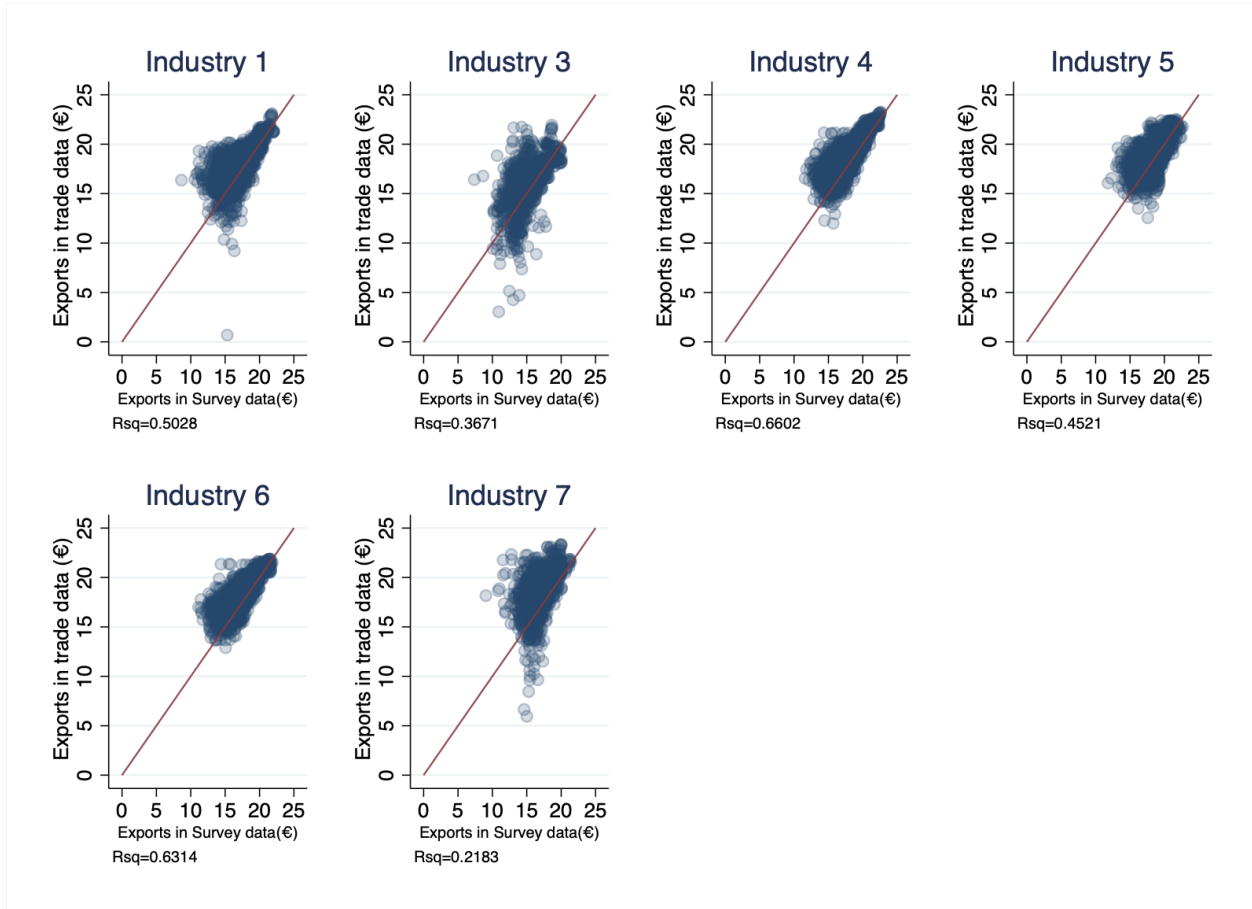 Industry 1
Exports in trade data (€)
25
20
15
10
5
0
0 5 10 15 20 25
Exports in Survey data(€)
Rsq=0.5028
Industry 3
Exports in trade data (€)
25
20
15
10
5
0
0 5 10 15 20 25
Exports in Survey data(€)
Rsq=0.3671
Industry 4
Exports in trade data (€)
25
20
15
10
5
0
0 5 10 15 20 25
Exports in Survey data(€)
Rsq=0.6602
Industry 5
Exports in trade data (€)
25
20
15
10
5
0
0 5 10 15 20 25
Exports in Survey data(€)
Rsq=0.4521
Industry 6
Exports in trade data (€)
25
20
15
10
5
0
0 5 10 15 20 25
Exports in Survey data(€)
Rsq=0.6314
Industry 7
Exports in trade data (€)
25
20
15
10
5
0
0 5 10 15 20 25
Exports in Survey data(€)
Rsq=0.2183